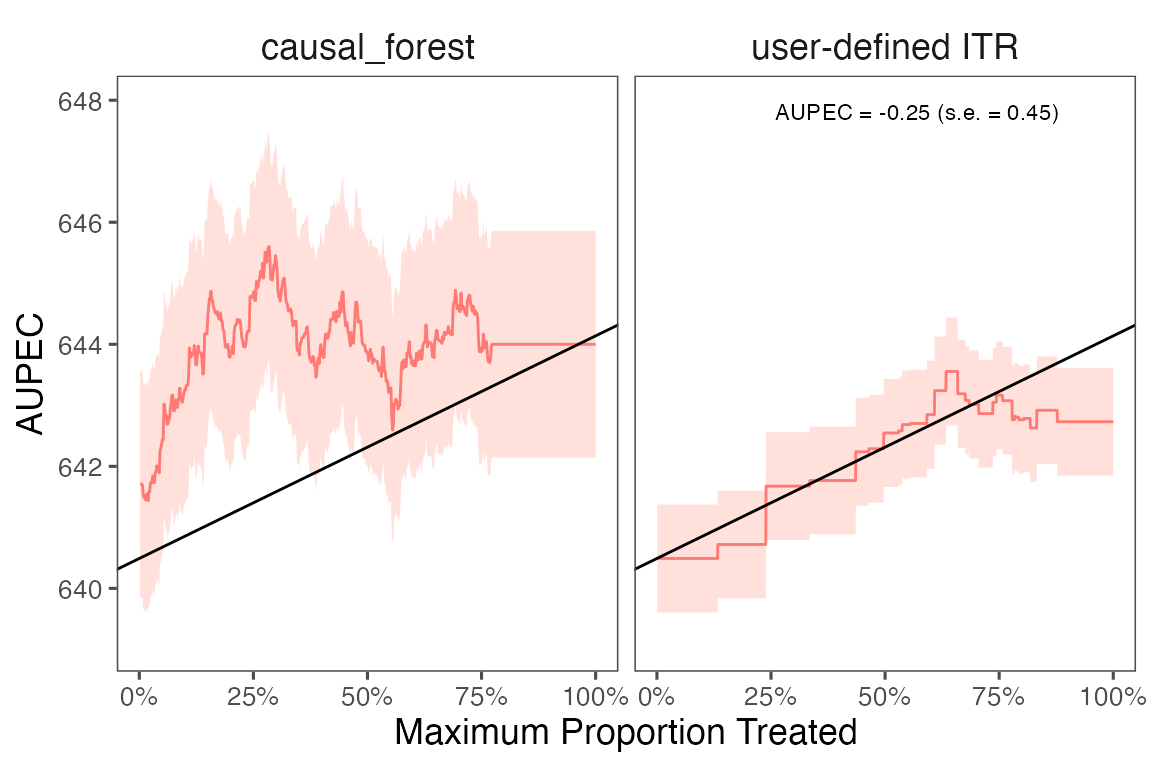 causal_forest
user-defined ITR
AUPEC = -0.25 (s.e. = 0.45)
AUPEC
648
646
644
642
640
0% 25% 50% 75% 100%
0% 25% 50% 75% 100%
Maximum Proportion Treated